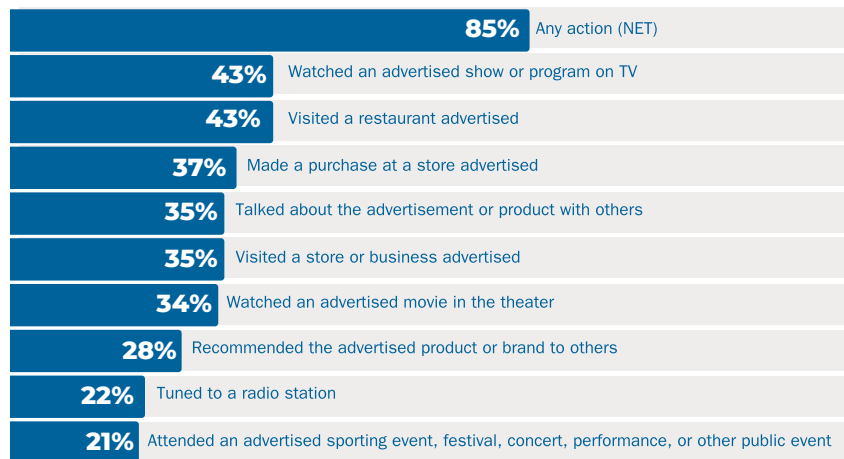 85% Any action (NET)
43% Watched an advertised show or program on TV
43% Visited a restaurant advertised
37% Made a purchase at a store advertised
35% Talked about the advertisement or product with others
35% Visited a store or business advertised
34% Watched an advertised movie in the theater
28% Recommended the advertised product or brand to others
22% Tuned to a radio station
21% Attended an advertised sporting event, festival, concert, performance, or other public event